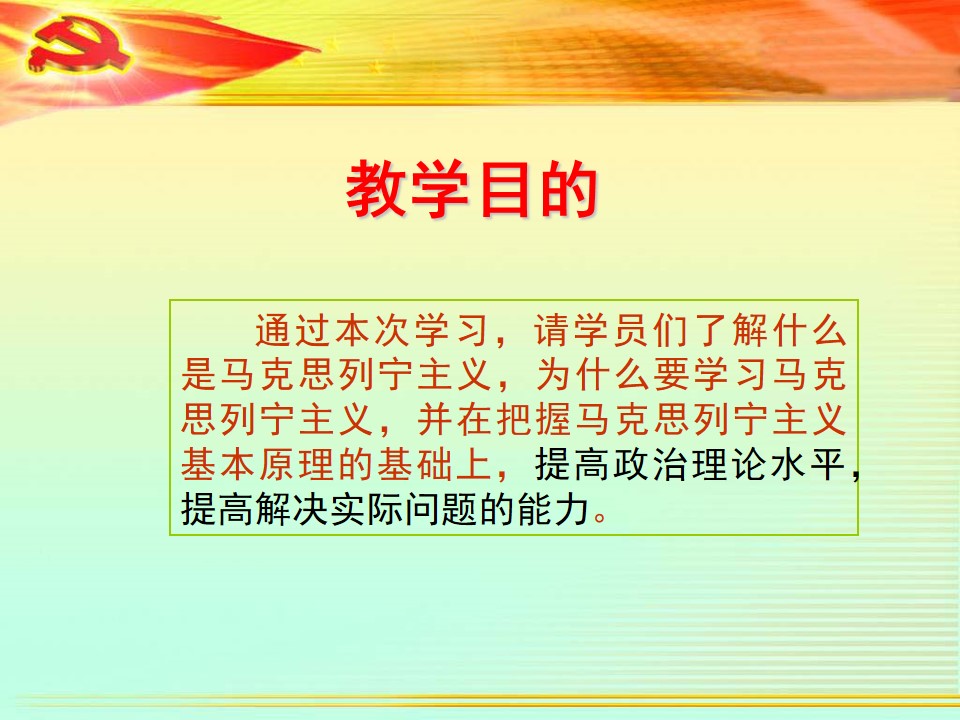 教学目的
通过本次学习，请学员们了解什么
是马克思列宁主义，为什么要学习马克
思列宁主义，并在把握马克思列宁主义
基本原理的基础上，提高政治理论水平，
提高解决实际问题的能力。